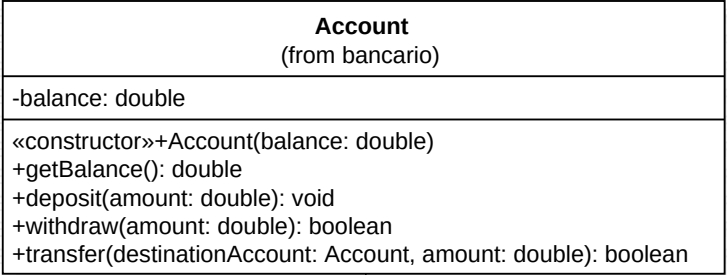 Account
(from bancario)
-balance: double
«constructor»+Account(balance: double)
+getBalance(): double
+deposit(amount: double): void
+withdraw(amount: double): boolean
+transfer(destinationAccount: Account, amount: double): boolean